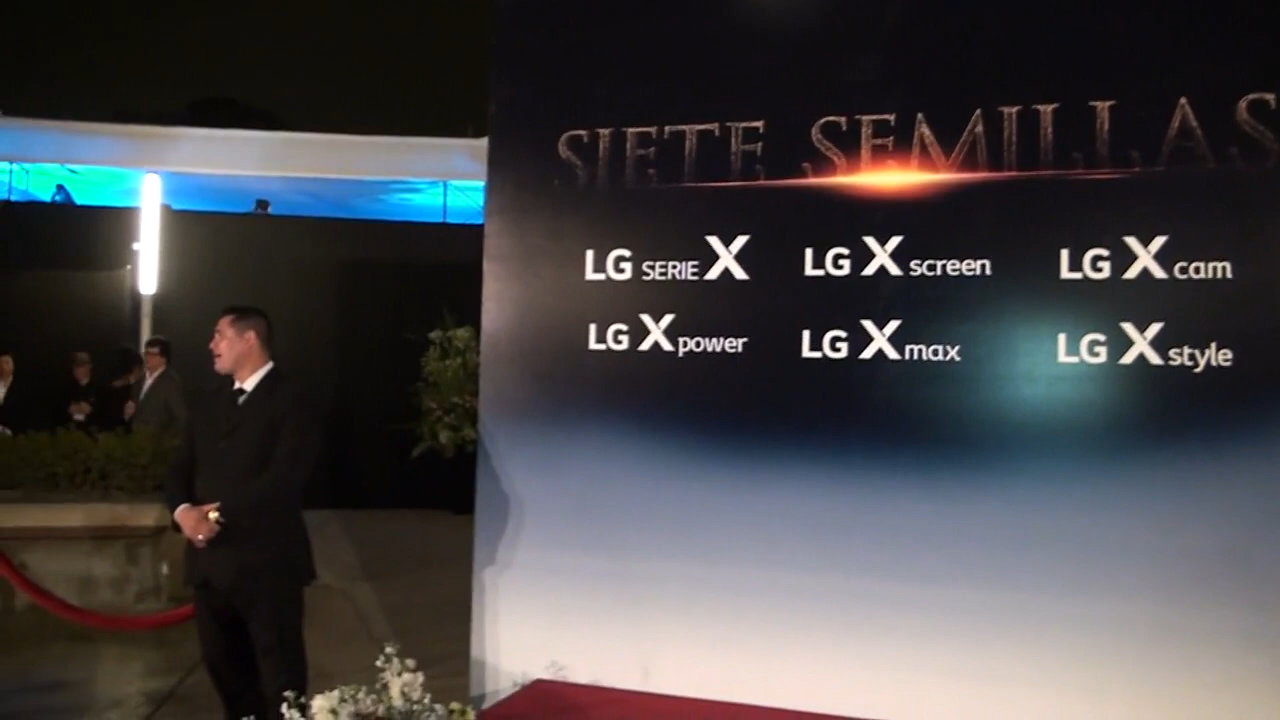 SIETE SEMILLAS
LG SERIE X LG X screen LG X cam
LG X power LG X max LG X style